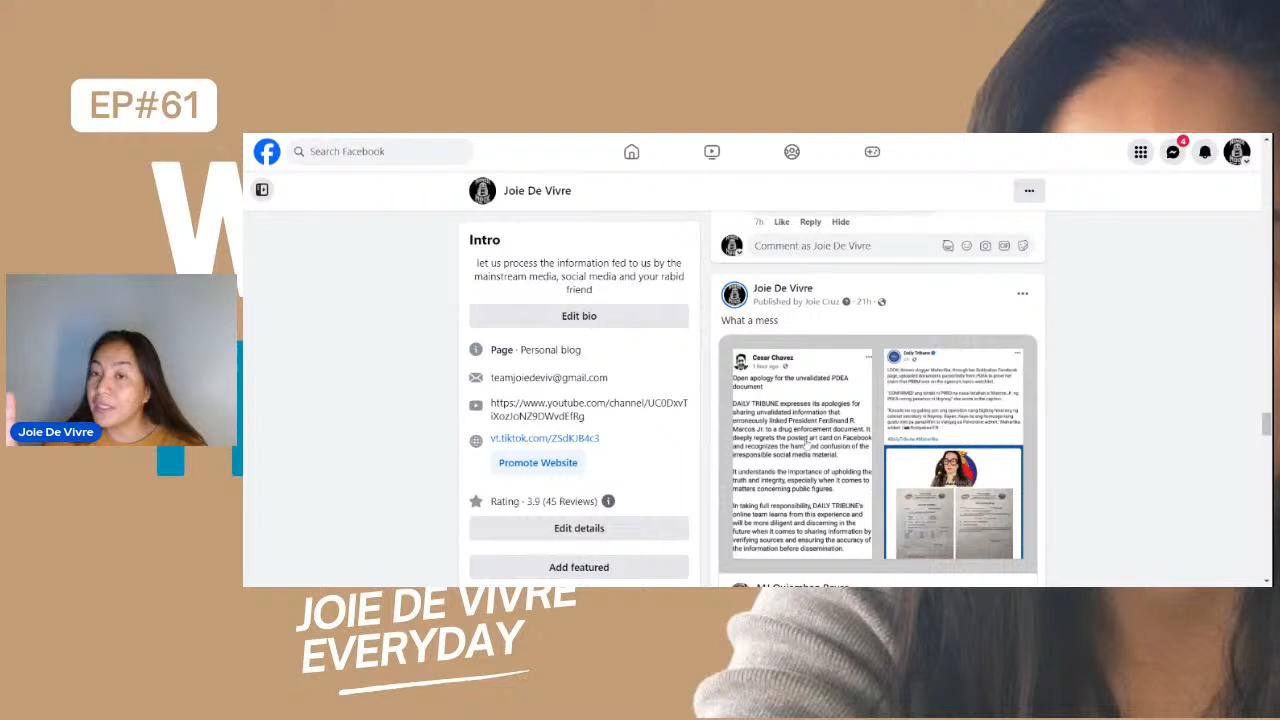 EP#61
W
Search Facebook
4
Joie De Vivre
Intro
let us process the information fed to us by the
mainstream media, social media and your rabid
friend
Edit bio
Page · Personal blog
teamjoiedeviv@gmail.com
vt.tiktok.com/ZSdKJB4c3
Promote Website
Rating · 3.9 (45 Reviews)
Edit details
Add featured
7h Like Reply Hide
Comment as Joie De Vivre
Joie De Vivre
Published by Joie Cruz · 21h ·
What a mess
Cesar Chavez
1 hour ago
Open apology for the unvalidated PDEA
document
DAILY TRIBUNE expresses its apologies for
sharing unvalidated information that
erroneously linked President Ferdinand R.
Marcos Jr. to a drug enforcement document. It
deeply regrets the posted art card on Facebook
and recognizes the harm and confusion of the
irresponsible social media material.
It understands the importance of upholding the
truth and integrity, especially when it comes to
matters concerning public figures.
In taking full responsibility, DAILY TRIBUNE's
online team learns from this experience and
will be more diligent and discerning in the
future when it comes to sharing information by
verifying sources and ensuring the accuracy of
the information before dissemination.
Daily Tribune
#DailyTribune
Joie De Vivre
JOIE DE VIVRE
EVERYDAY